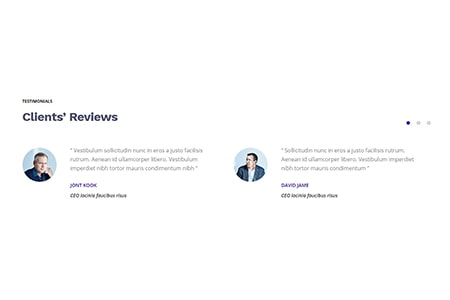 TESTIMONIALS
Clients' Reviews
" Vestibulum sollicitudin nunc in eros a justo facilisis
rutrum. Aenean id ullamcorper libero. Vestibulum
imperdiet nibh tortor mauris condimentum nibh "
JONT KOOK
CEO lacinia faucibus risus
" Sollicitudin nunc in eros a justo facilisis rutrum.
Aenean id ullamcorper libero. Vestibulum imperdiet
nibh tortor mauris condimentum "
DAVID JAME
CEO lacinia faucibus risus